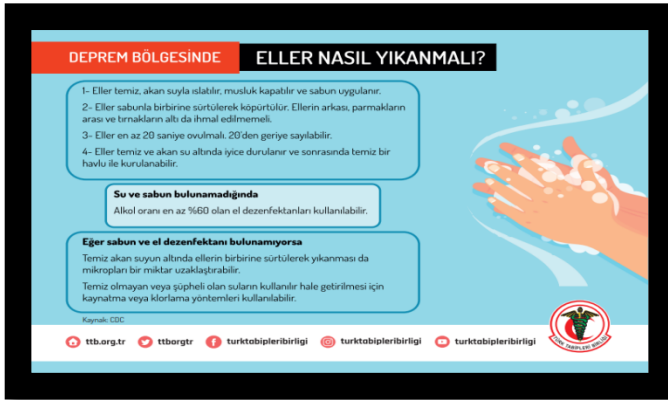 DEPREM BÖLGESİNDE ELLER NASIL YIKANMALI?
1- Eller temiz, akan suyla ıslatılır, musluk kapatılır ve sabun uygulanır.
2- Eller sabunla birbirine sürtülerek köpürtülür. Ellerin arkası, parmakların
arası ve tırnakların altı da ihmal edilmemeli.
3- Eller en az 20 saniye ovulmalı. 20'den geriye sayılabilir.
4- Eller temiz ve akan su altında iyice durulanır ve sonrasında temiz bir
havlu ile kurulanabilir.
Su ve sabun bulunamadığında
Alkol oranı en az %60 olan el dezenfektanları kullanılabilir.
Eğer sabun ve el dezenfektanı bulunamıyorsa
Temiz akan suyun altında ellerin birbirine sürtülerek yıkanması da
mikropları bir miktar uzaklaştırabilir.
Temiz olmayan veya şüpheli olan suların kullanılır hale getirilmesi için
kaynatma veya klorlama yöntemleri kullanılabilir.
Kaynak: CDC
ttb.org.tr ttborgtr turktabipleribirligi turktabipleribirligi turktabipleribirligi
TÜRK TABİPLERİ BİRLİĞİ